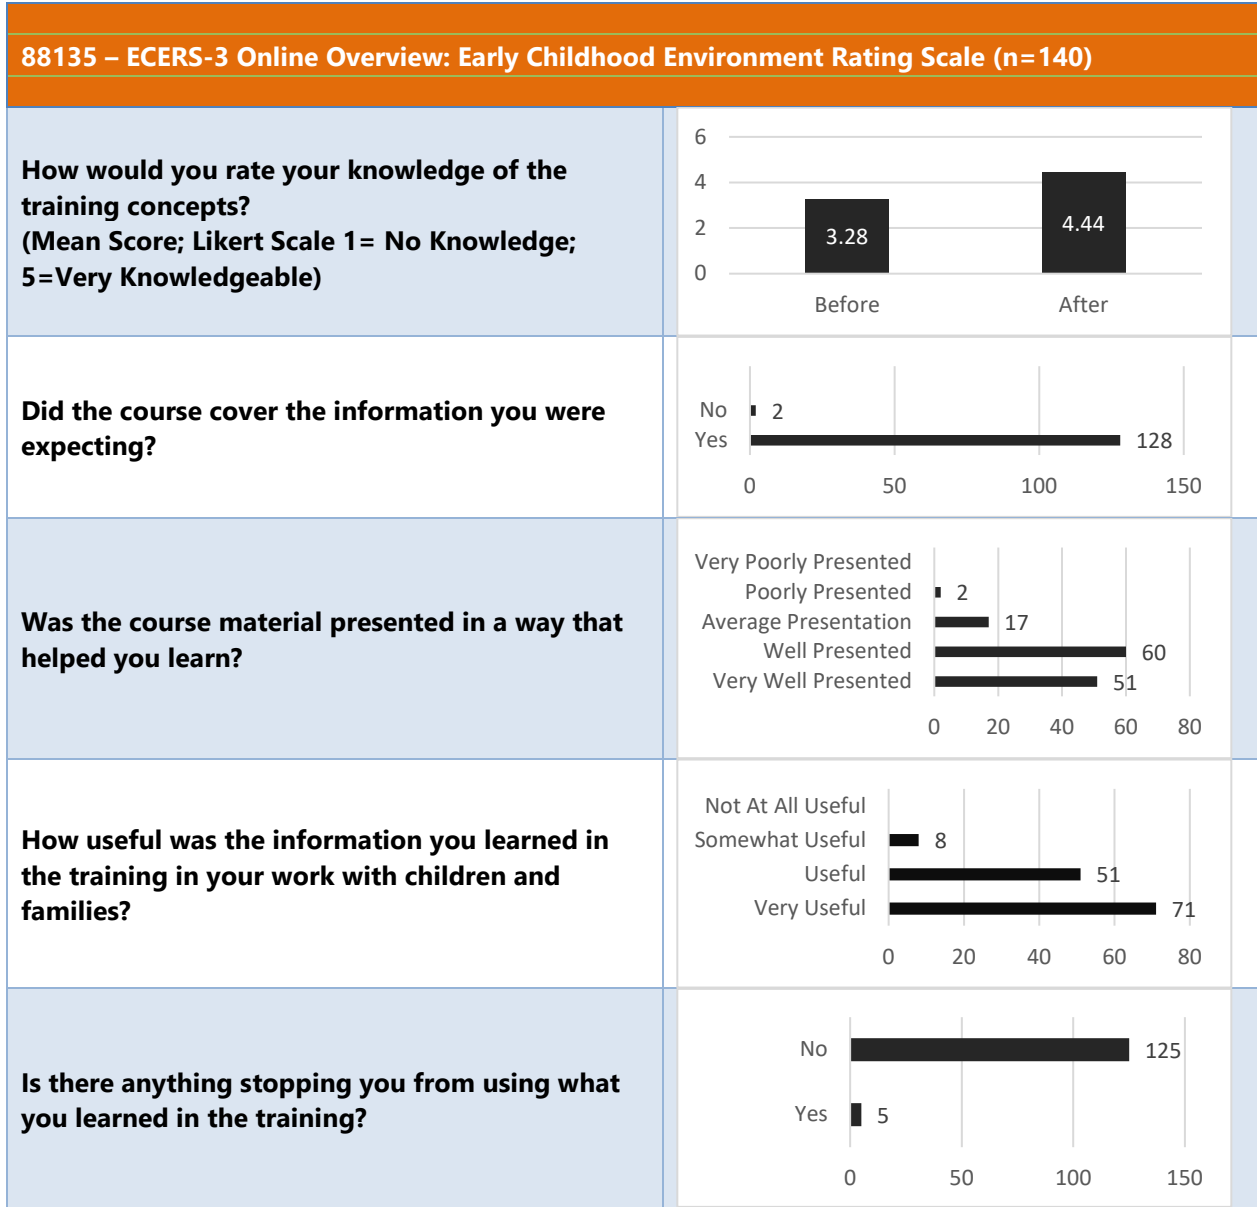 88135 – ECERS-3 Online Overview: Early Childhood Environment Rating Scale (n=140)
How would you rate your knowledge of the
training concepts?
(Mean Score; Likert Scale 1= No Knowledge;
5=Very Knowledgeable)
6
4
2
0
3.28
4.44
Before
After
Did the course cover the information you were
expecting?
No
2
Yes
128
0
50
100
150
Was the course material presented in a way that
helped you learn?
Very Poorly Presented
Poorly Presented
2
Average Presentation
17
Well Presented
60
Very Well Presented
51
0
20
40
60
80
How useful was the information you learned in
the training in your work with children and
families?
Not At All Useful
Somewhat Useful
8
Useful
51
Very Useful
71
0
20
40
60
80
Is there anything stopping you from using what
you learned in the training?
No
125
Yes
5
0
50
100
150